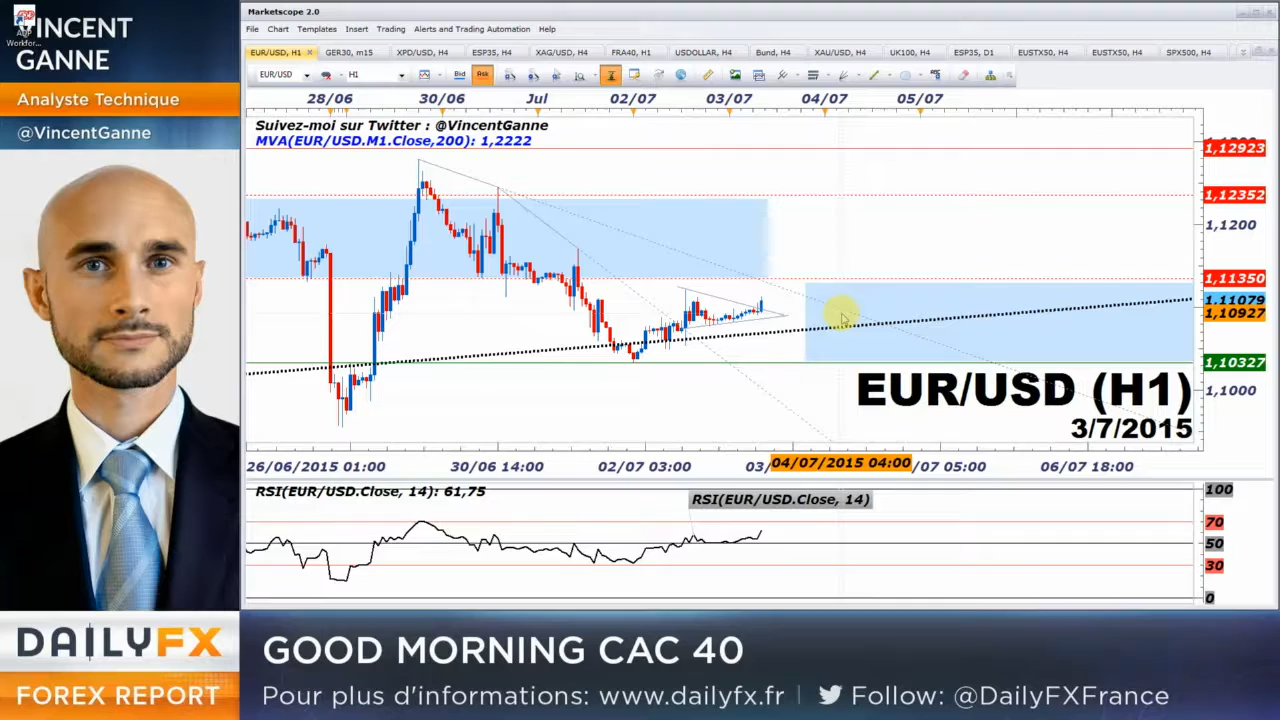 VINCENT
GANNE
Workfor...
Analyste Technique
@VincentGanne
Marketscope 2.0
File Chart Templates Insert Trading Alerts and Trading Automation Help
EUR/USD, H1 GER30, m15 XPD/USD, H4 ESP35, H4 XAG/USD, H4 FRA40, H1 USDOLLAR, H4 Bund, H4 XAU/USD, H4 UK100, H4 ESP35, D1 EUSTX50, H4 EUSTX50, H4 SPX500, H4
EUR/USD H1 Bid Ask
28/06 30/06 Jul 02/07 03/07 04/07 05/07
Suivez-moi sur Twitter : @VincentGanne
MVA(EUR/USD.M1.Close,200): 1,2222
1,12923
1,12352
1,1200
1,11350
1,11079
1,10927
1,10327
1,1000
EUR/USD (H1)
3/7/2015
26/06/2015 01:00 30/06 14:00 02/07 03:00 03/ 04/07/2015 04:00 /07 05:00 06/07 18:00
RSI(EUR/USD.Close, 14): 61,75
RSI(EUR/USD.Close, 14)
100
70
50
30
0
DAILYFX
FOREX REPORT
GOOD MORNING CAC 40
Pour plus d'informations: www.dailyfx.fr | Follow: @DailyFXFrance